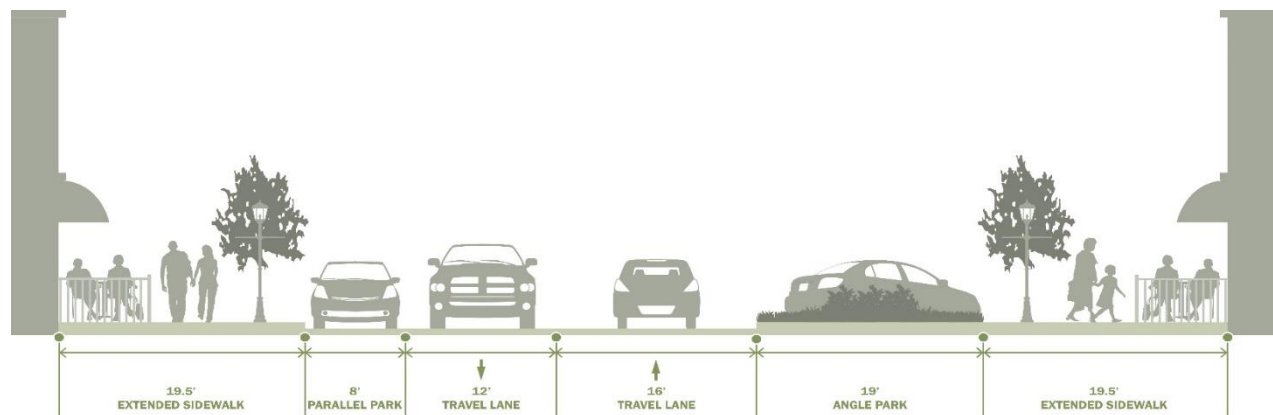 19.5'
EXTENDED SIDEWALK
8'
PARALLEL PARK
12'
TRAVEL LANE
16'
TRAVEL LANE
19'
ANGLE PARK
19.5'
EXTENDED SIDEWALK